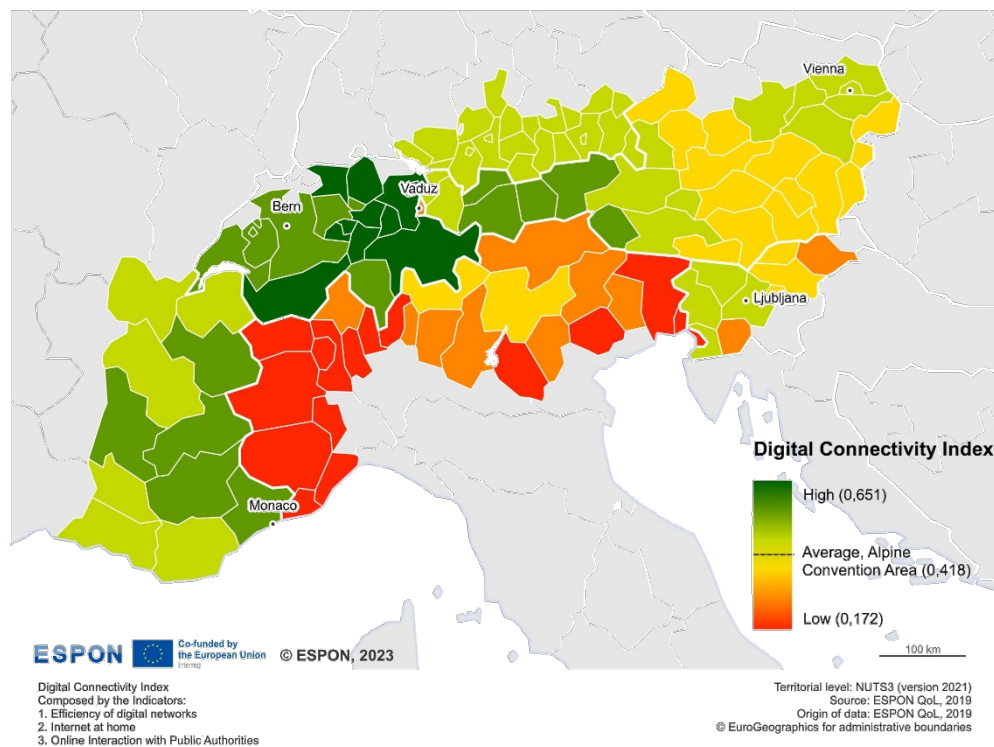 Vienna
Vaduz
Bern
Ljubljana
Monaco
Digital Connectivity Index
High (0,651)
Average, Alpine
Convention Area (0,418)
Low (0,172)
100 km
ESPON
Co-funded by
the European Union
Interreg
© ESPON, 2023
Digital Connectivity Index
Composed by the Indicators:
1. Efficiency of digital networks
2. Internet at home
3. Online Interaction with Public Authorities
Territorial level: NUTS3 (version 2021)
Source: ESPON QoL, 2019
Origin of data: ESPON QoL, 2019
© EuroGeographics for administrative boundaries